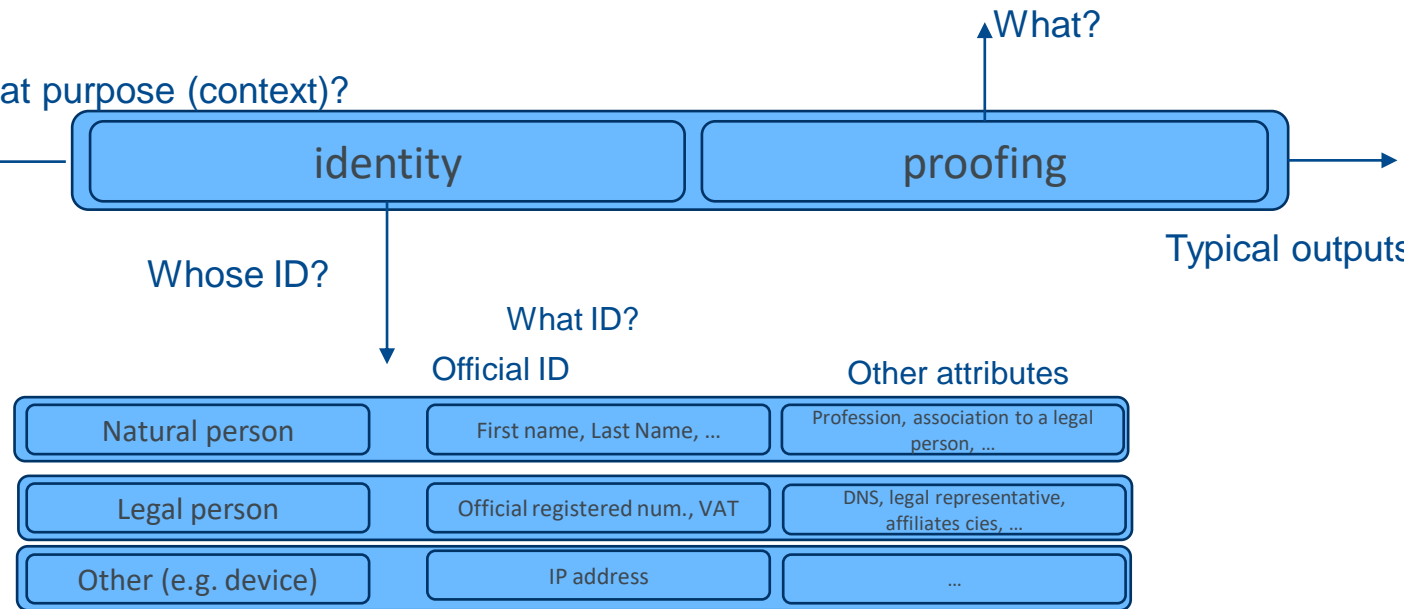 What?
at purpose (context)?
identity
proofing
Whose ID?
Typical outputs
What ID?
Official ID
Other attributes
Natural person
First name, Last Name, ...
Profession, association to a legal
person, ...
Legal person
Official registered num., VAT
DNS, legal representative,
affiliates cies, ...
Other (e.g. device)
IP address
...